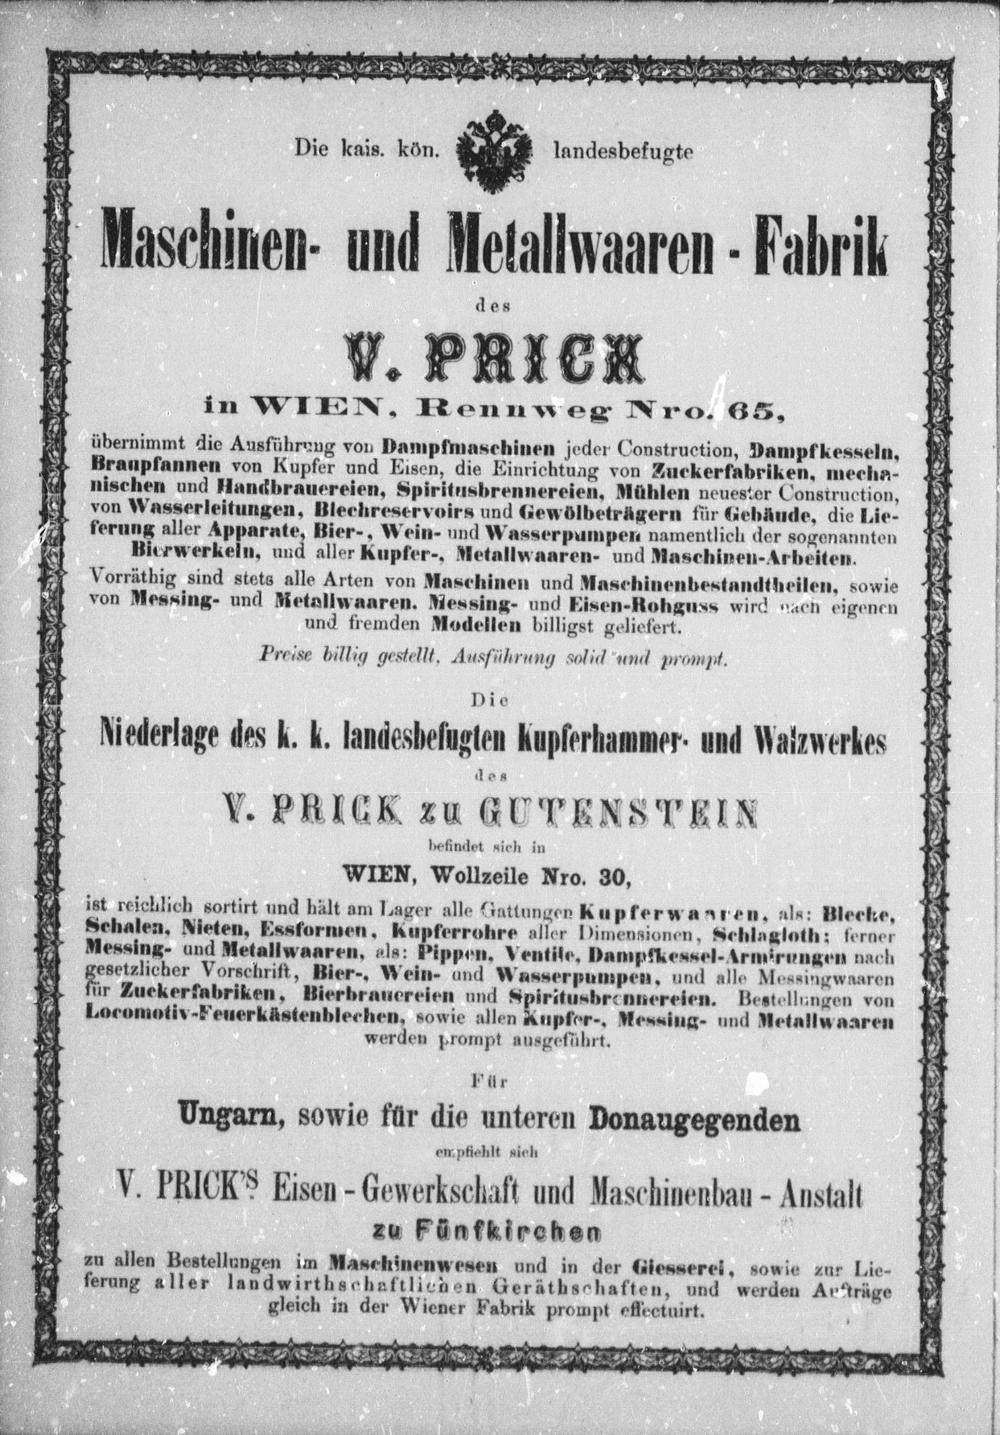 Die kais. kön. landesbefugte
Maschinen- und Metallwaaren - Fabrik
des
V. PRICK
in WIEN, Rennweg Nro. 65,
übernimmt die Ausführung von Dampfmaschinen jeder Construction, Dampfkesseln,
Braupfannen von Kupfer und Eisen, die Einrichtung von Zuckerfabriken, mecha-
nischen und Handbrauereien, Spiritusbrennereien, Mühlen neuester Construction,
von Wasserleitungen, Blechreservoirs und Gewölbeträgern für Gebäude, die Lie-
ferung aller Apparate, Bier-, Wein- und Wasserpumpen namentlich der sogenannten
Bierwerkeln, und aller Kupfer-, Metallwaaren- und Maschinen-Arbeiten.
Vorräthig sind stets alle Arten von Maschinen und Maschinenbestandtheilen, sowie
von Messing- und Metallwaaren. Messing- und Eisen-Rohguss wird nach eigenen
und fremden Modellen billigst geliefert.
Preise billig gestellt, Ausführung solid und prompt.
Die
Niederlage des k. k. landesbefugten Kupferhammer- und Walzwerkes
des
V. PRICK zu GUTENSTEIN
befindet sich in
WIEN, Wollzeile Nro. 30,
ist reichlich sortirt und hält am Lager alle Gattungen Kupferwaaren, als: Bleche,
Schalen, Nieten, Essformen, Kupferrohre aller Dimensionen, Schlagloth; ferner
Messing- und Metallwaaren, als: Pippen, Ventile, Dampfkessel-Armirungen nach
gesetzlicher Vorschrift, Bier-, Wein- und Wasserpumpen, und alle Messingwaaren
für Zuckerfabriken, Bierbrauereien und Spiritusbrennereien. Bestellungen von
Locomotiv-Feuerkästenblechen, sowie allen Kupfer-, Messing- und Metallwaaren
werden prompt ausgeführt.
Für
Ungarn, sowie für die unteren Donaugegenden
empfiehlt sich
V. PRICK'S Eisen - Gewerkschaft und Maschinenbau - Anstalt
zu Fünfkirchen
zu allen Bestellungen im Maschinenwesen und in der Giesserei, sowie zur Lie-
ferung aller landwirthschaftlichen Geräthschaften, und werden Aufträge
gleich in der Wiener Fabrik prompt effectuirt.